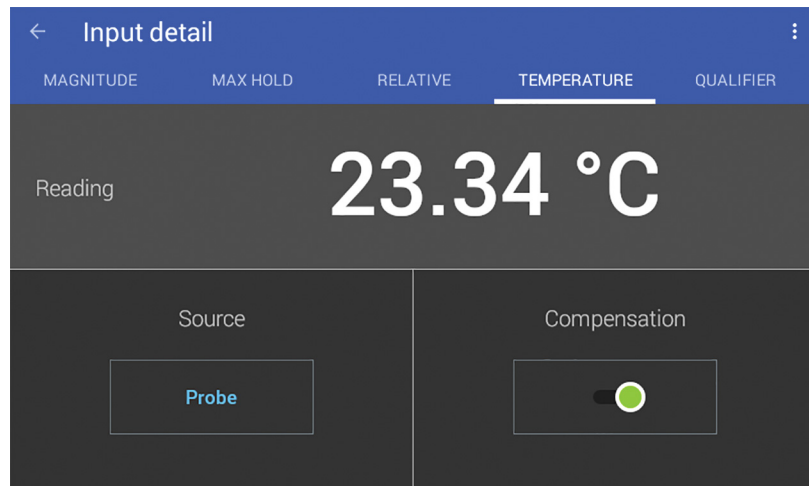 Input detail
MAGNITUDE MAX HOLD RELATIVE TEMPERATURE QUALIFIER
Reading 23.34 °C
Source Compensation
Probe